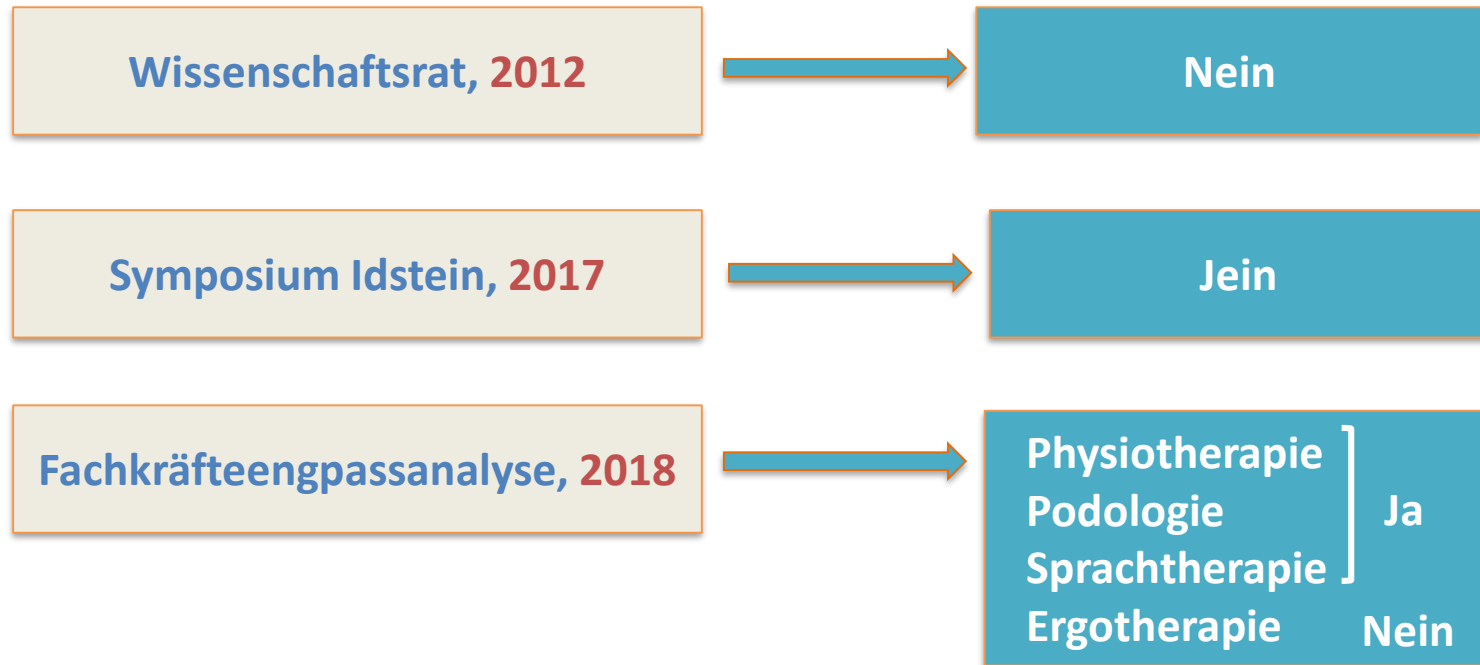 Wissenschaftsrat, 2012
Nein
Symposium Idstein, 2017
Jein
Fachkräfteengpassanalyse, 2018
Physiotherapie
Podologie
Ja
Sprachtherapie
Ergotherapie Nein